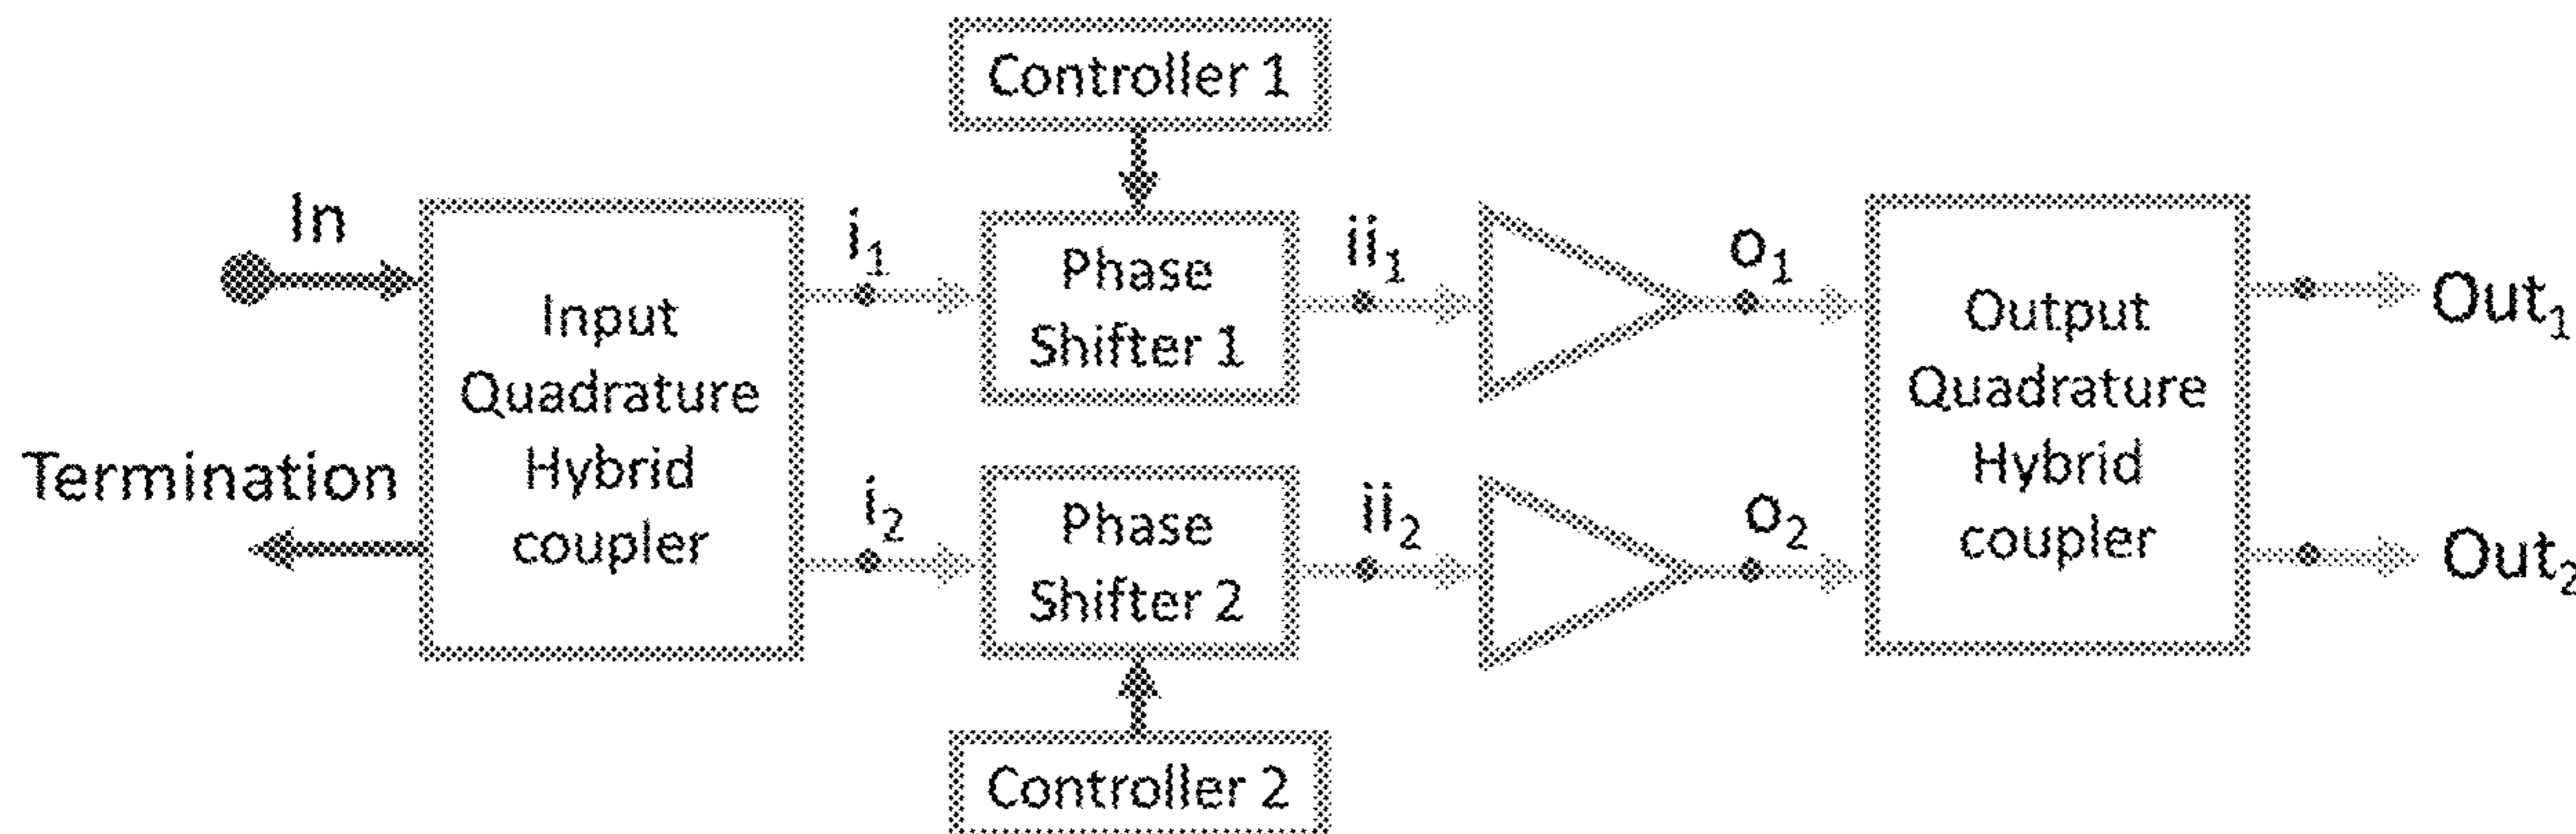 Controller 1
In
i₁
Phase
Shifter 1
ii₁
o₁
Out₁
Input
Quadrature
Hybrid
coupler
Output
Quadrature
Hybrid
coupler
Termination
i₂
Phase
Shifter 2
ii₂
o₂
Out₂
Controller 2